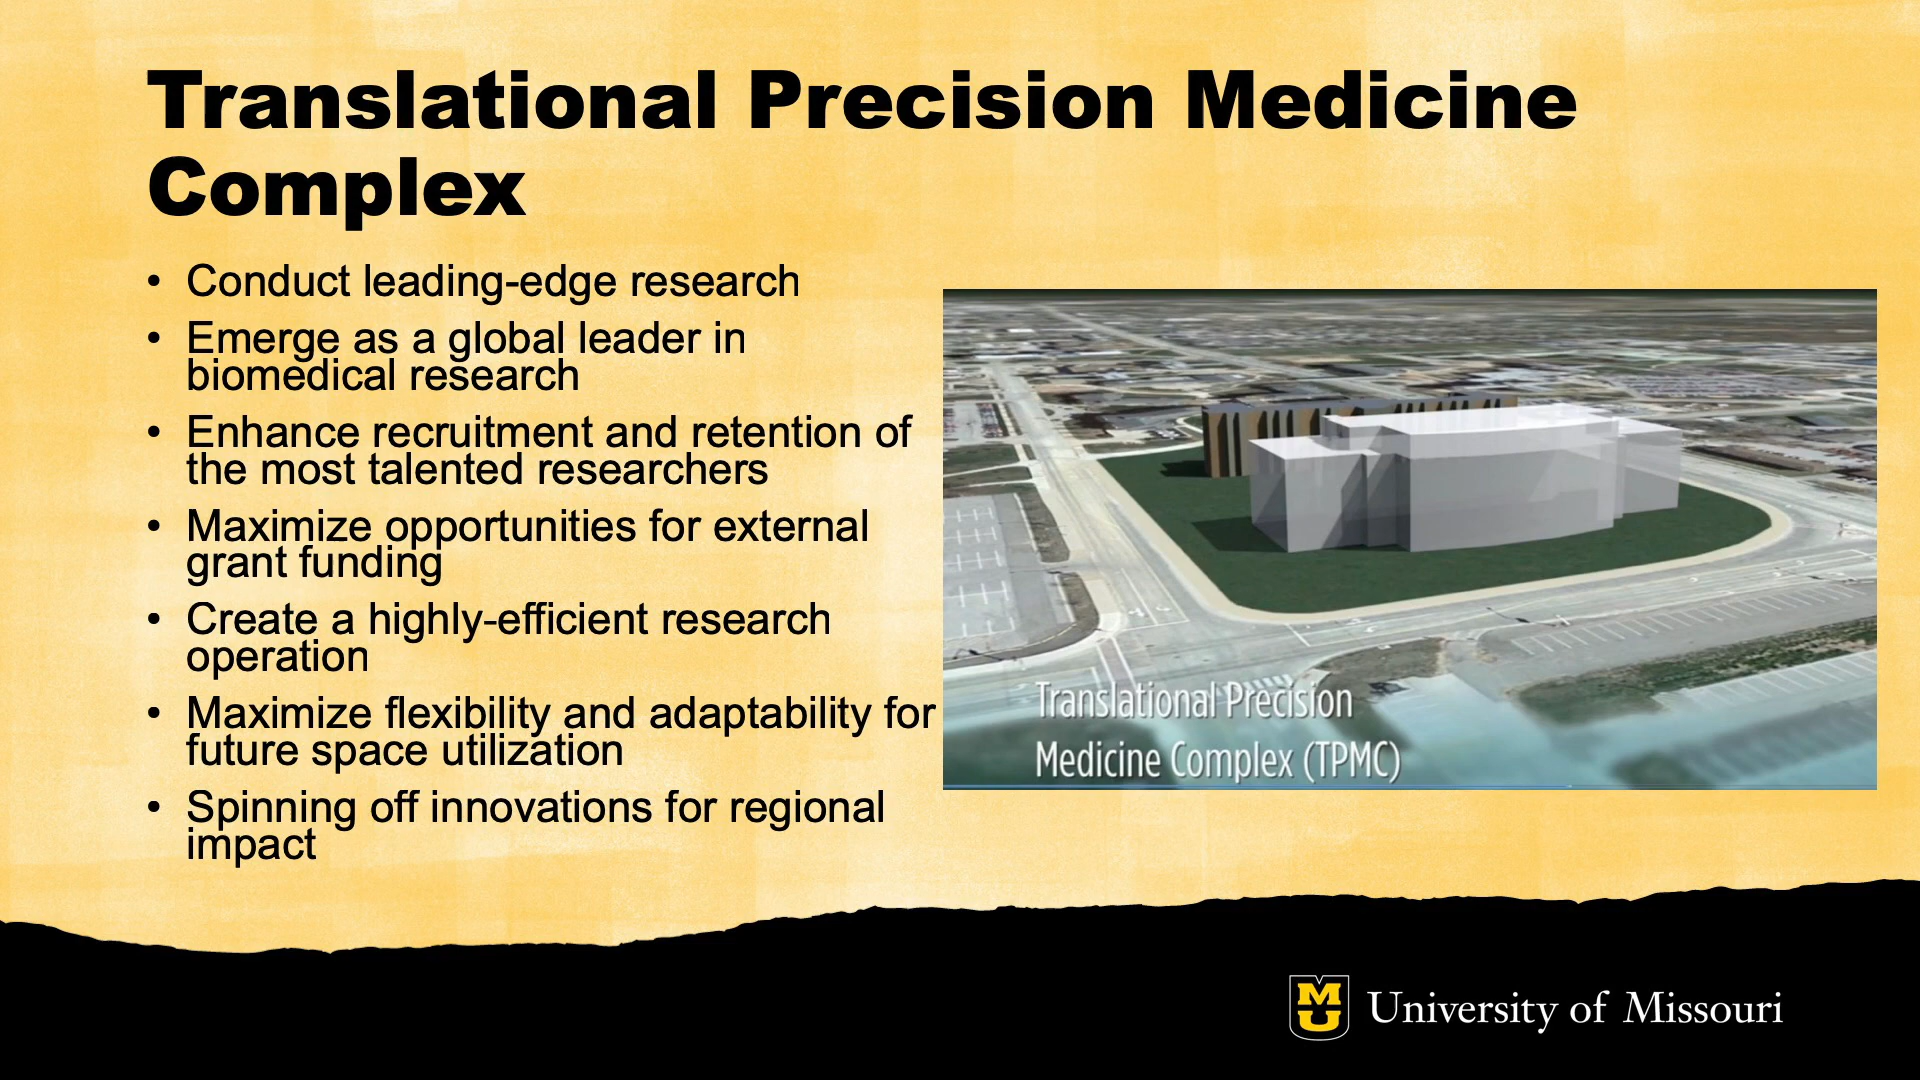 Translational Precision Medicine
Complex
• Conduct leading-edge research
• Emerge as a global leader in
biomedical research
• Enhance recruitment and retention of
the most talented researchers
• Maximize opportunities for external
grant funding
• Create a highly-efficient research
operation
• Maximize flexibility and adaptability for
future space utilization
• Spinning off innovations for regional
impact
Translational Precision
Medicine Complex (TPMC)
MU University of Missouri